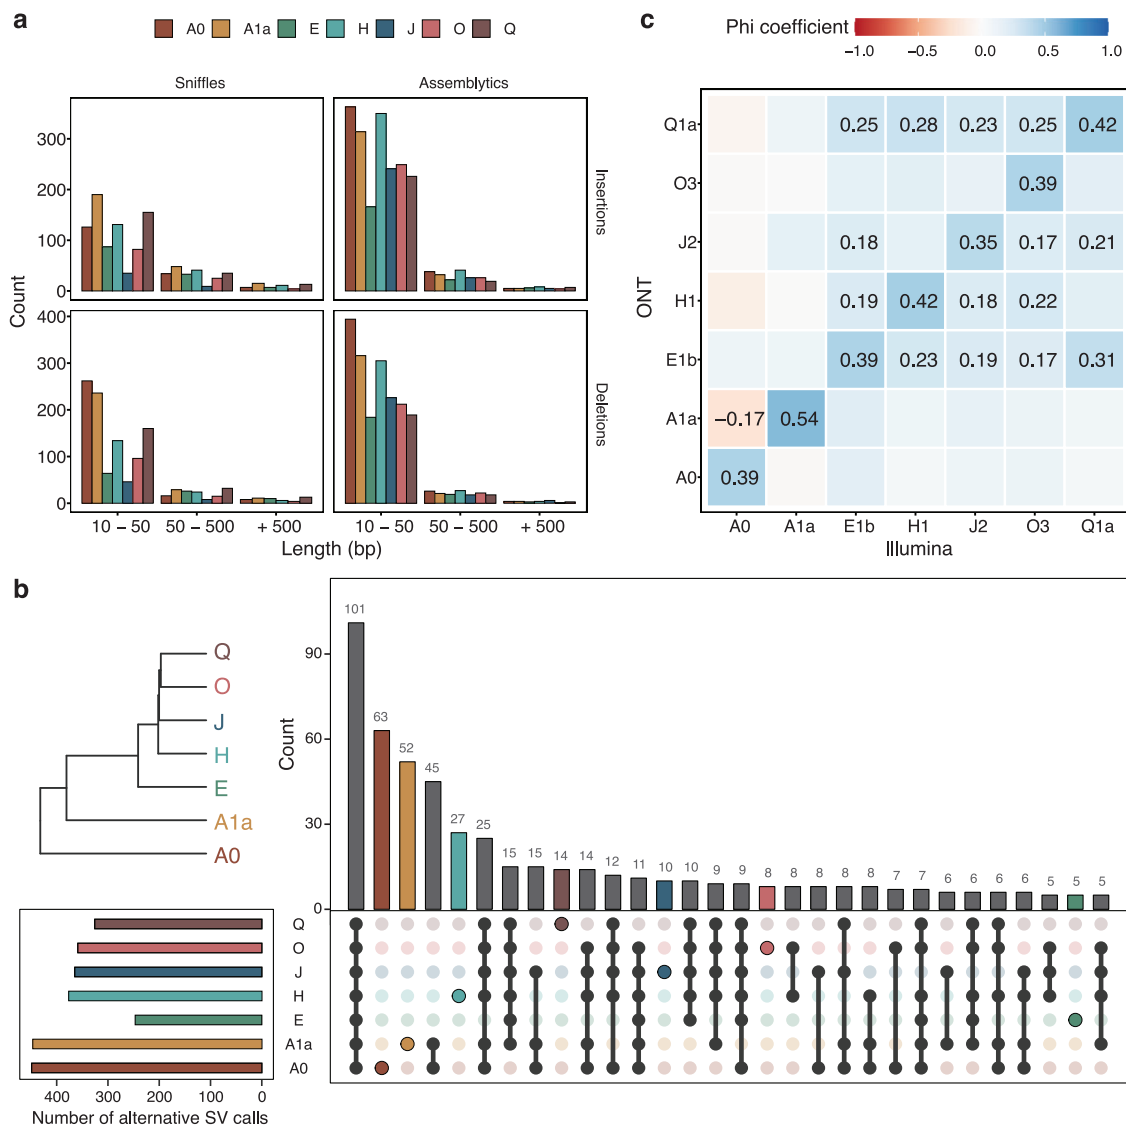 a
A0 A1a E H J O Q
Sniffles Assemblytics
300
200
100
0
Insertions
400
300
200
100
0
Deletions
Count
10 – 50 50 – 500 + 500 10 – 50 50 – 500 + 500
Length (bp)
c
Phi coefficient
−1.0 −0.5 0.0 0.5 1.0
Q1a 0.25 0.28 0.23 0.25 0.42
O3 0.39
J2 0.18 0.35 0.17 0.21
H1 0.19 0.42 0.18 0.22
E1b 0.39 0.23 0.19 0.17 0.31
A1a −0.17 0.54
A0 0.39
ONT
A0 A1a E1b H1 J2 O3 Q1a
Illumina
b
Q
O
J
H
E
A1a
A0
Count
90
60
30
0
101 63 52 45 27 25 15 15 14 14 12 11 10 10 9 9 8 8 8 8 8 7 7 6 6 6 6 5 5 5
Q
O
J
H
E
A1a
A0
400 300 200 100 0
Number of alternative SV calls